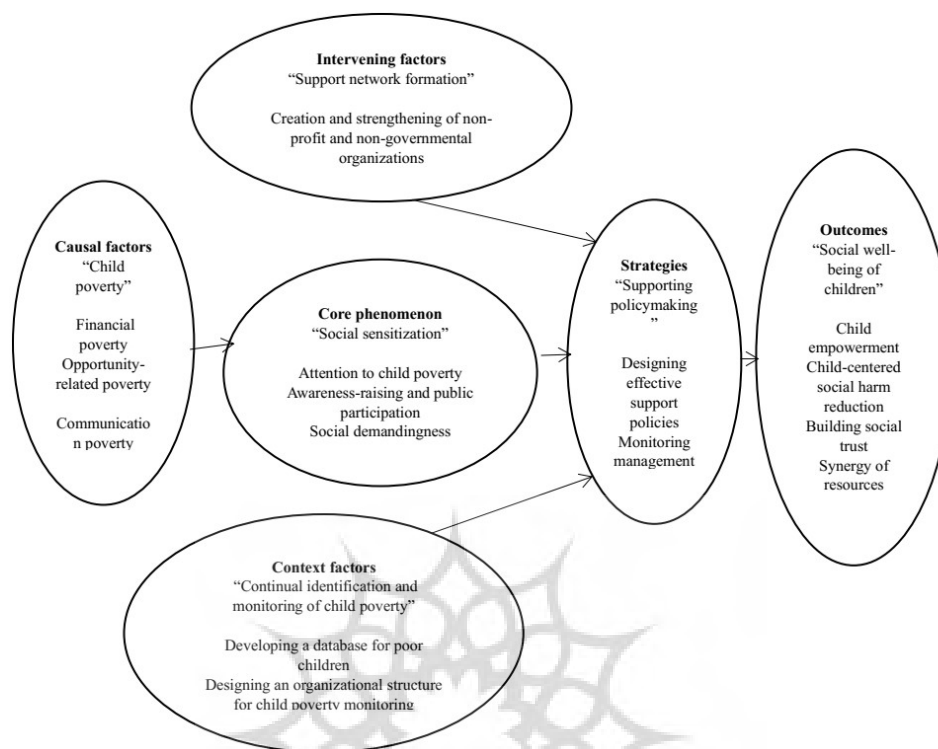 Intervening factors
“Support network formation”
Creation and strengthening of non-
profit and non-governmental
organizations
Causal factors
“Child
poverty”
Financial
poverty
Opportunity-
related poverty
Communicatio
n poverty
Core phenomenon
“Social sensitization”
Attention to child poverty
Awareness-raising and public
participation
Social demandingness
Context factors
“Continual identification and
monitoring of child poverty”
Developing a database for poor
children
Designing an organizational structure
for child poverty monitoring
Strategies
“Supporting
policymaking
”
Designing
effective
support
policies
Monitoring
management
Outcomes
“Social well-
being of
children”
Child
empowerment
Child-centered
social harm
reduction
Building social
trust
Synergy of
resources